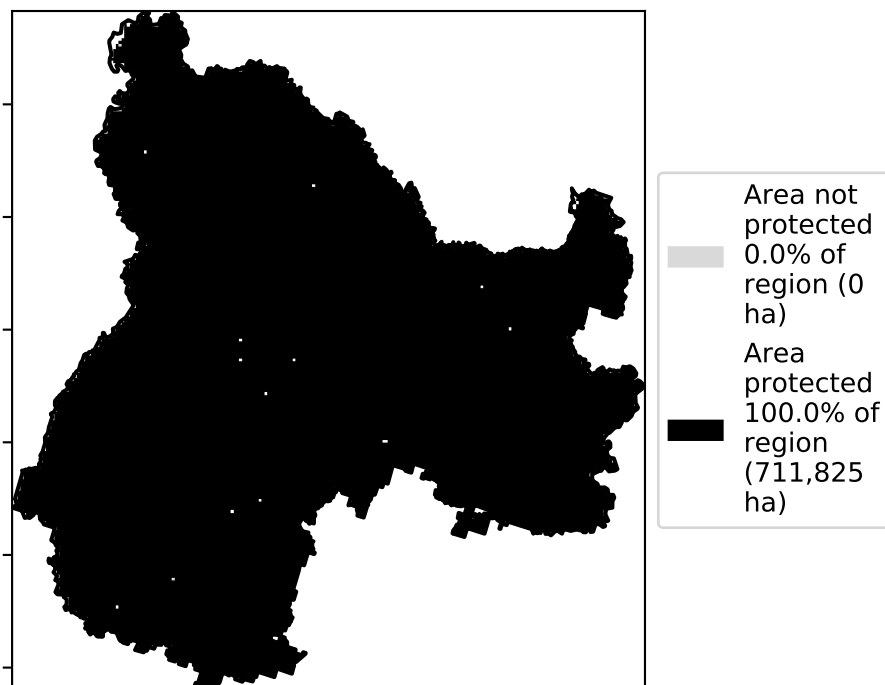 Area not
protected
0.0% of
region (0
ha)
Area
protected
100.0% of
region
(711,825
ha)